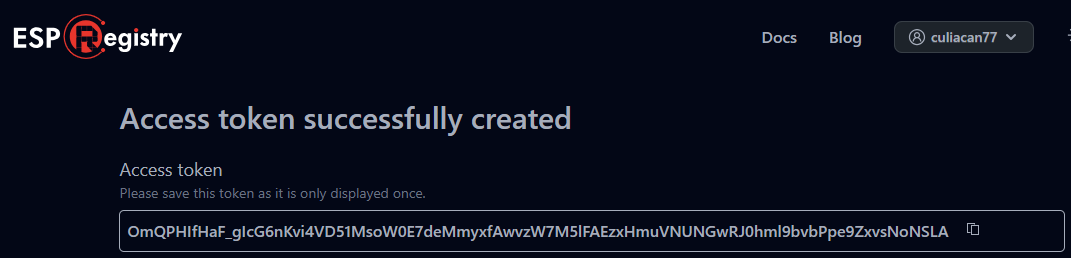 ESP Registry
Docs
Blog
culiacan77
Access token successfully created
Access token
Please save this token as it is only displayed once.
OmQPHIfHaF_gIcG6nKvi4VD51MsoW0E7deMmyxfAwvzW7M5lFAEzxHmuVNUNGwRJ0hml9bvbPpe9ZxvsNoNSLA